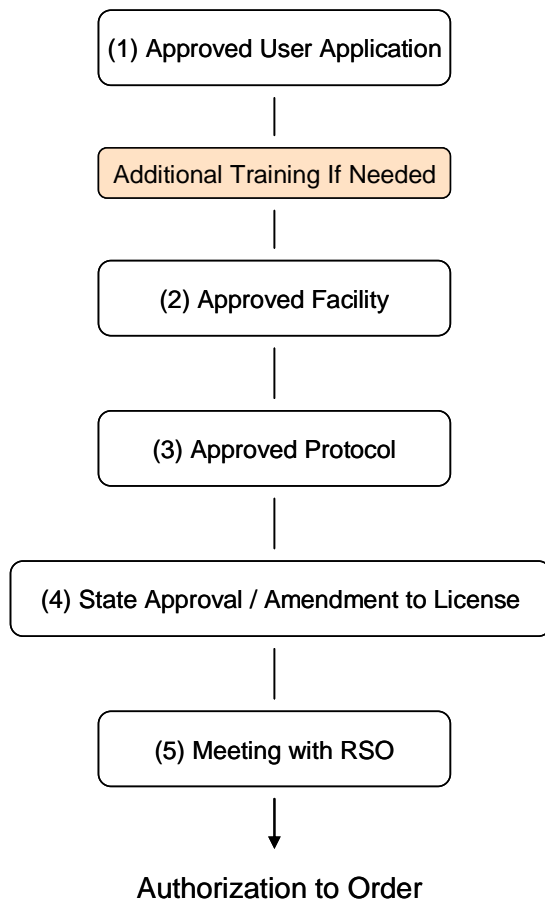 (1) Approved User Application
Additional Training If Needed
(2) Approved Facility
(3) Approved Protocol
(4) State Approval / Amendment to License
(5) Meeting with RSO
Authorization to Order